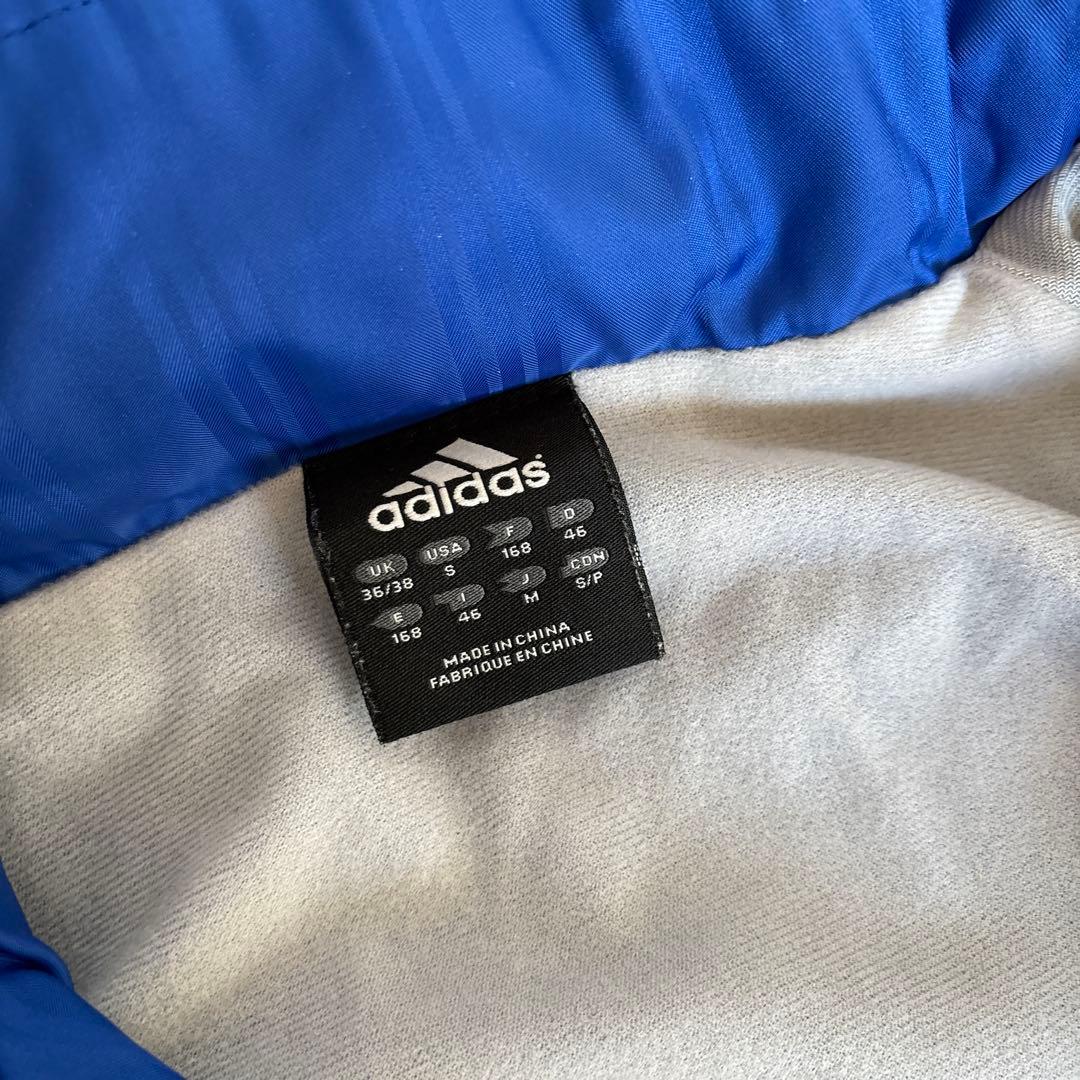 adidas
UK USA F D
36/38 S 168 46
E I J CDN
168 46 M S/P
MADE IN CHINA
FABRIQUE EN CHINE